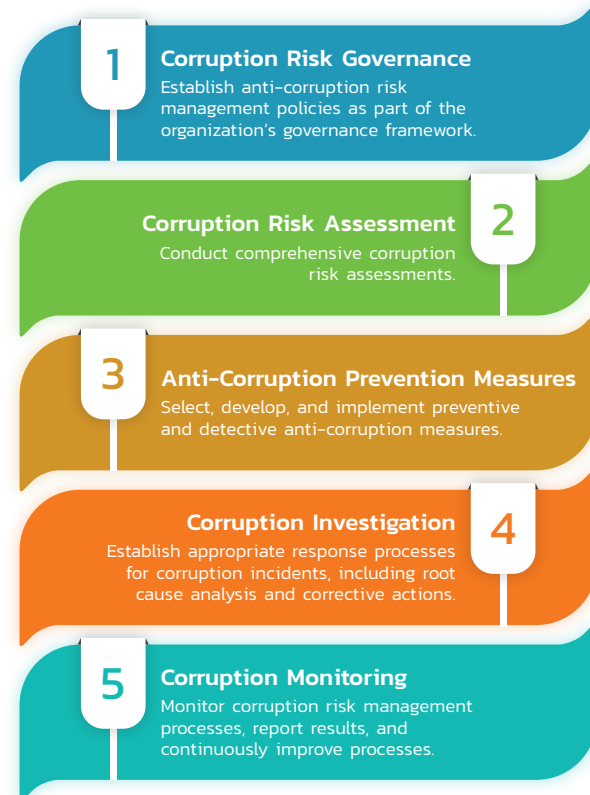 1
Corruption Risk Governance
Establish anti-corruption risk
management policies as part of the
organization's governance framework.
2
Corruption Risk Assessment
Conduct comprehensive corruption
risk assessments.
3
Anti-Corruption Prevention Measures
Select, develop, and implement preventive
and detective anti-corruption measures.
4
Corruption Investigation
Establish appropriate response processes
for corruption incidents, including root
cause analysis and corrective actions.
5
Corruption Monitoring
Monitor corruption risk management
processes, report results, and
continuously improve processes.